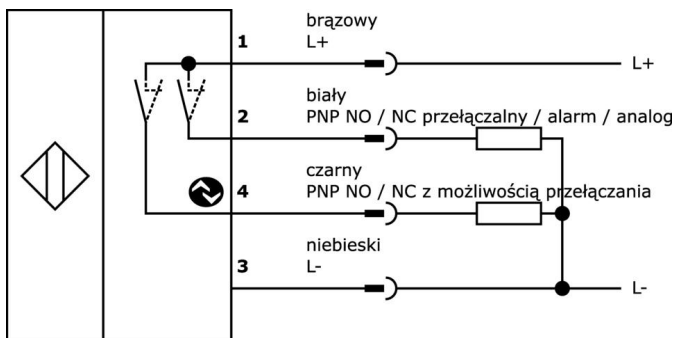 brązowy
1 L+ L+
biały
2 PNP NO / NC przełączalny / alarm / analog
czarny
4 PNP NO / NC z możliwością przełączania
niebieski
3 L- L-